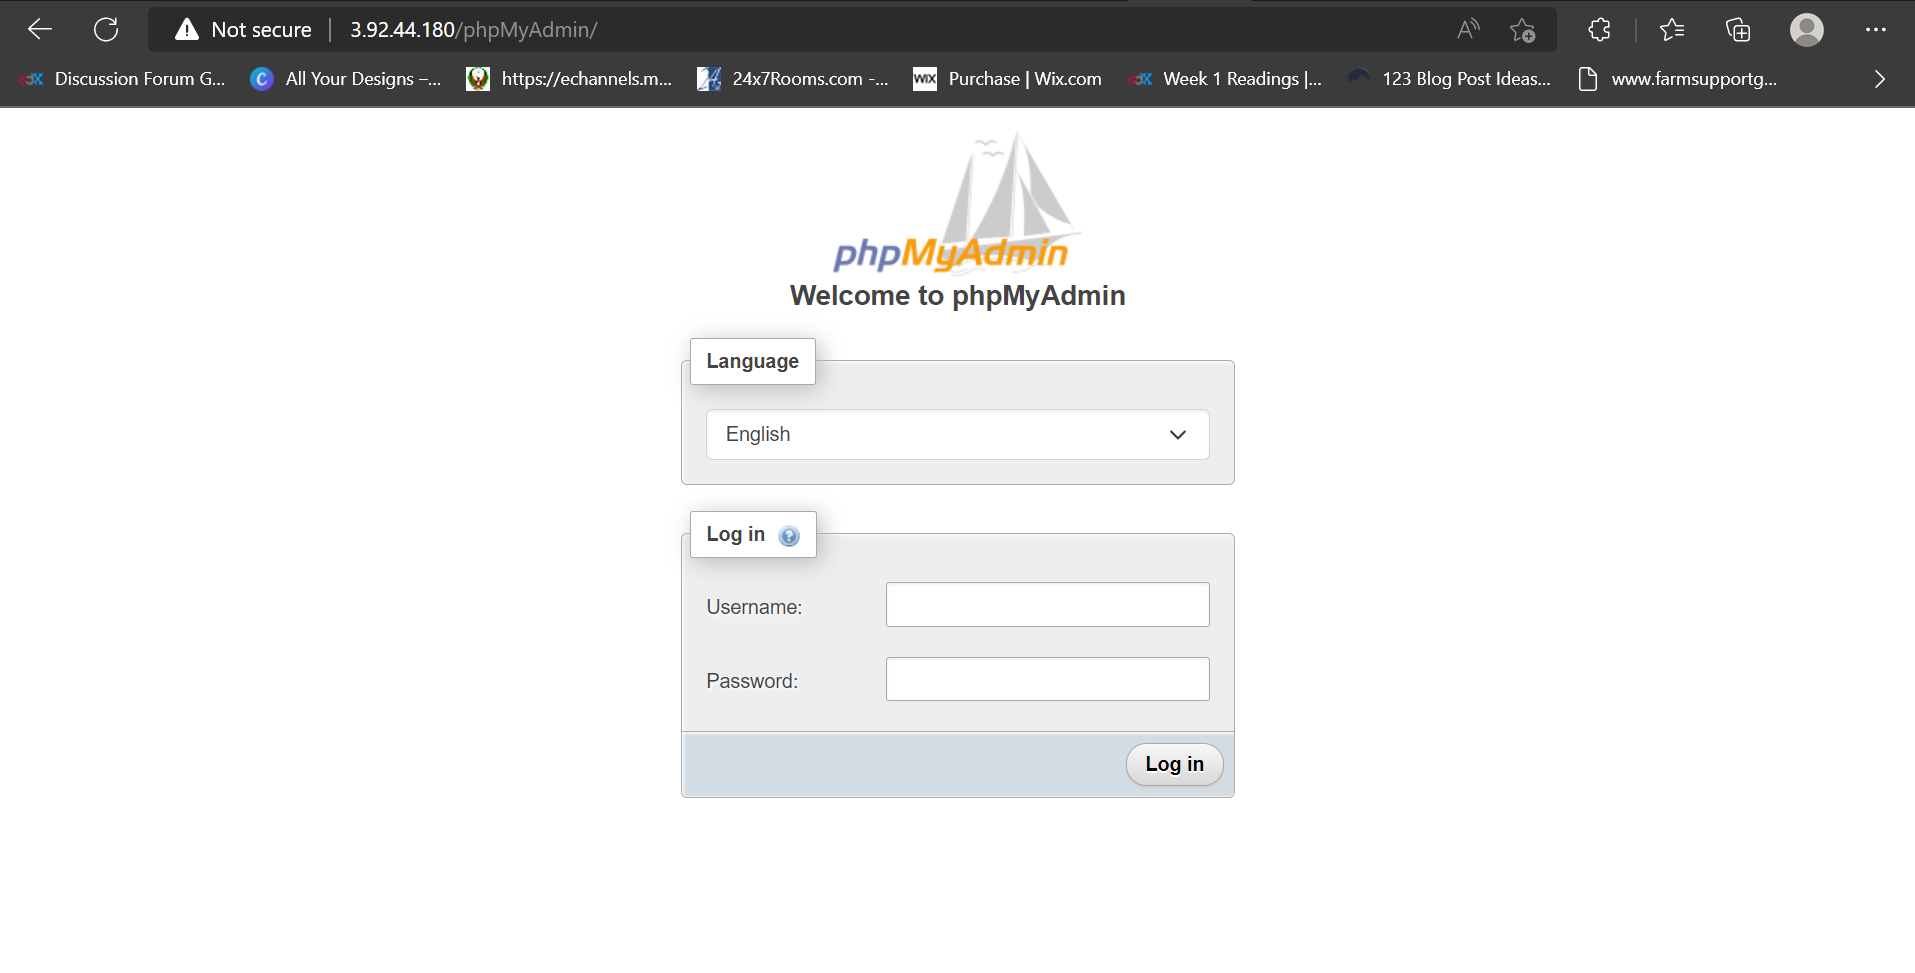 Not secure | 3.92.44.180/phpMyAdmin/
Discussion Forum G... All Your Designs –... https://echannels.m... 24x7Rooms.com -... WIX Purchase | Wix.com Week 1 Readings |... 123 Blog Post Ideas... www.farmsupportg...
phpMyAdmin
Welcome to phpMyAdmin
Language
English
Log in
Username:
Password:
Log in